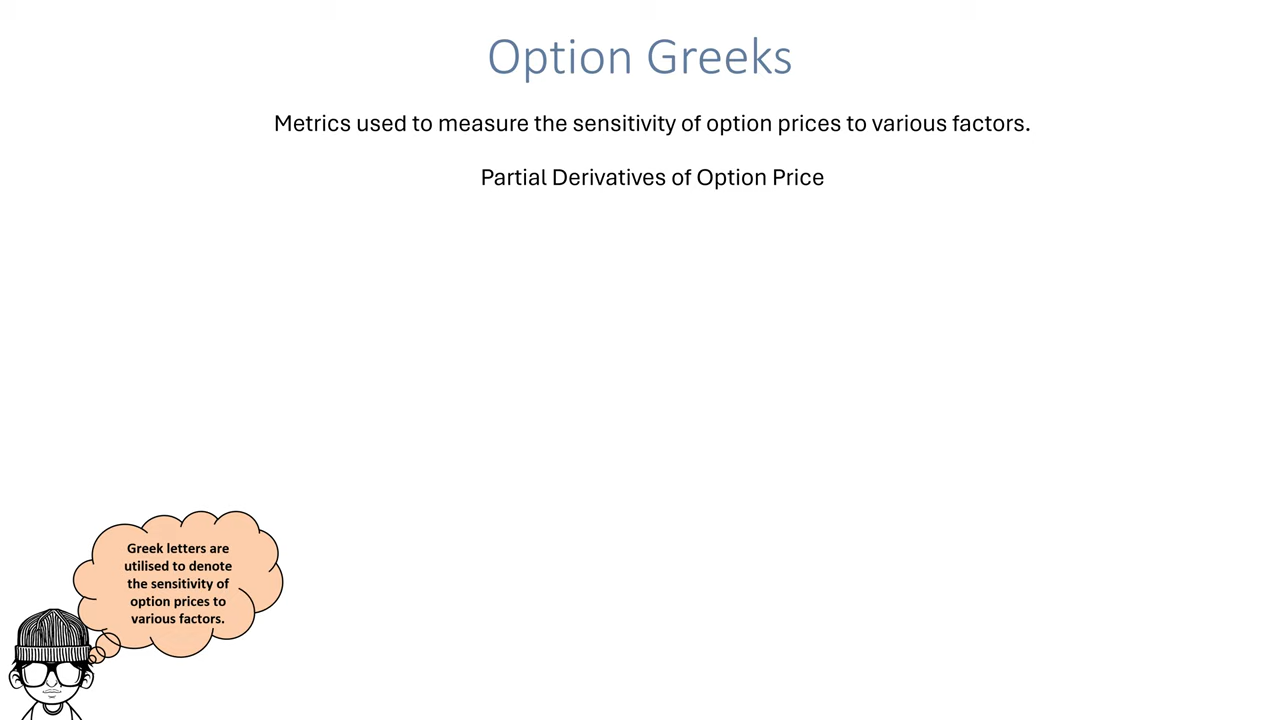 Option Greeks
Metrics used to measure the sensitivity of option prices to various factors.
Partial Derivatives of Option Price
Greek letters are
utilised to denote
the sensitivity of
option prices to
various factors.